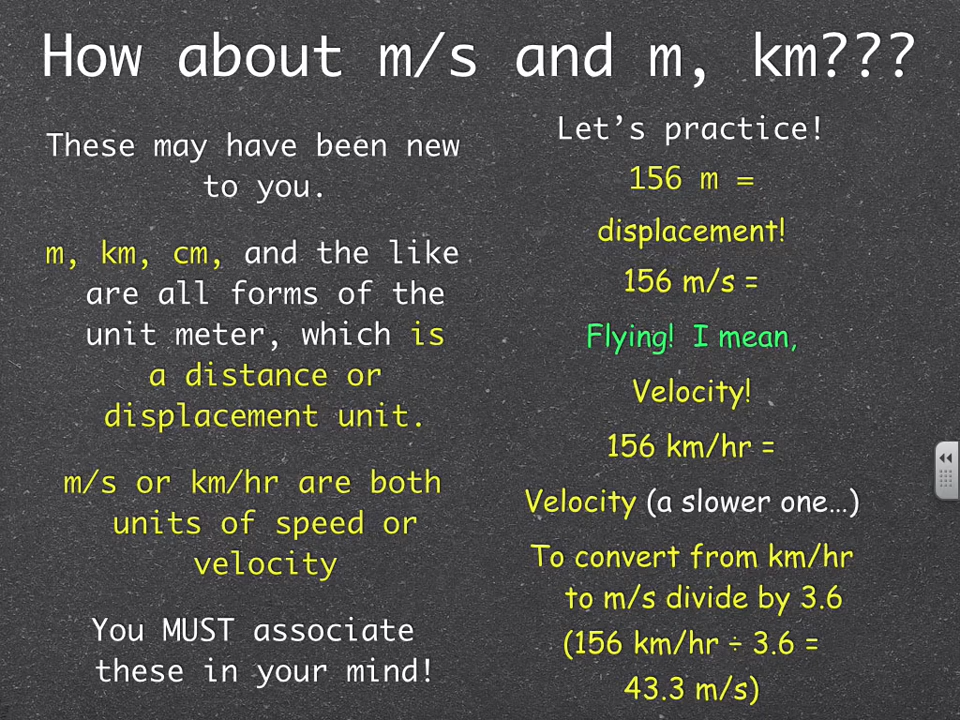 How about m/s and m, km???
These may have been new
to you.
m, km, cm, and the like
are all forms of the
unit meter, which is
a distance or
displacement unit.
m/s or km/hr are both
units of speed or
velocity
You MUST associate
these in your mind!
Let's practice!
156 m =
displacement!
156 m/s =
Flying! I mean,
Velocity!
156 km/hr =
Velocity (a slower one…)
To convert from km/hr
to m/s divide by 3.6
(156 km/hr ÷ 3.6 =
43.3 m/s)